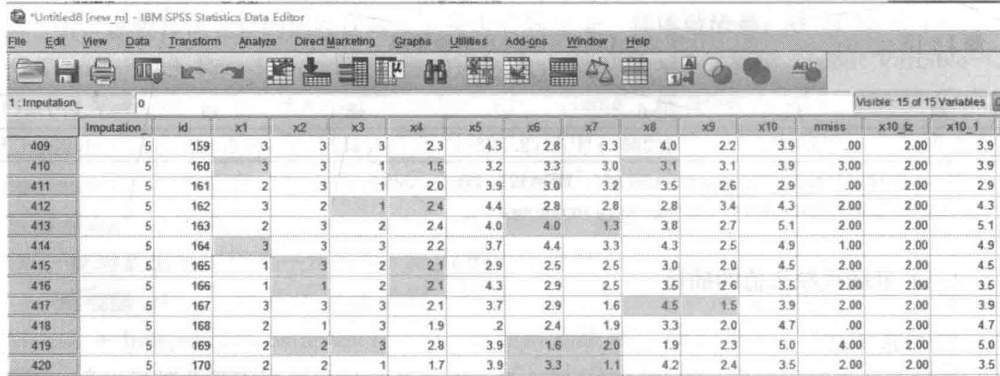 *Untitled8 [new_m] - IBM SPSS Statistics Data Editor
File Edit View Data Transform Analyze Direct Marketing Graphs Utilities Add-ons Window Help
1 : Imputation_ 0 Visible: 15 of 15 Variables
Imputation_ id x1 x2 x3 x4 x5 x6 x7 x8 x9 x10 nmiss x10_fz x10_1
409 5 159 3 3 3 2.3 4.3 2.8 3.3 4.0 2.2 3.9 .00 2.00 3.9
410 5 160 3 3 1 1.5 3.2 3.3 3.0 3.1 3.1 3.9 3.00 2.00 3.9
411 5 161 2 3 1 2.0 3.9 3.0 3.2 3.5 2.6 2.9 .00 2.00 2.9
412 5 162 3 2 1 2.4 4.4 2.8 2.8 2.8 3.4 4.3 2.00 2.00 4.3
413 5 163 2 3 2 2.4 4.0 4.0 1.3 3.8 2.7 5.1 2.00 2.00 5.1
414 5 164 3 3 3 2.2 3.7 4.4 3.3 4.3 2.5 4.9 1.00 2.00 4.9
415 5 165 1 3 2 2.1 2.9 2.5 2.5 3.0 2.0 4.5 2.00 2.00 4.5
416 5 166 1 1 2 2.1 4.3 2.9 2.5 3.5 2.6 3.5 2.00 2.00 3.5
417 5 167 3 3 3 2.1 3.7 2.9 1.6 4.5 1.5 3.9 2.00 2.00 3.9
418 5 168 2 1 3 1.9 .2 2.4 1.9 3.3 2.0 4.7 .00 2.00 4.7
419 5 169 2 2 3 2.8 3.9 1.6 2.0 1.9 2.3 5.0 4.00 2.00 5.0
420 5 170 2 2 1 1.7 3.9 3.3 1.1 4.2 2.4 3.5 2.00 2.00 3.5